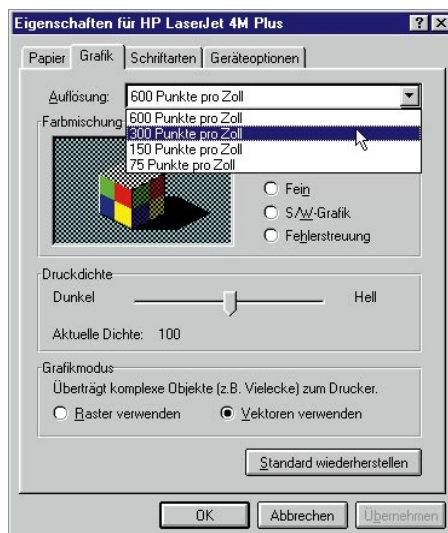 Eigenschaften für HP LaserJet 4M Plus
Papier Grafik Schriftarten Geräteoptionen
Auflösung: 600 Punkte pro Zoll
600 Punkte pro Zoll
Farbmischung
300 Punkte pro Zoll
150 Punkte pro Zoll
75 Punkte pro Zoll
Fein
S/W-Grafik
Fehlerstreuung
Druckdichte
Dunkel Hell
Aktuelle Dichte: 100
Grafikmodus
Überträgt komplexe Objekte (z.B. Vielecke) zum Drucker.
Raster verwenden Vektoren verwenden
Standard wiederherstellen
OK Abbrechen Übernehmen